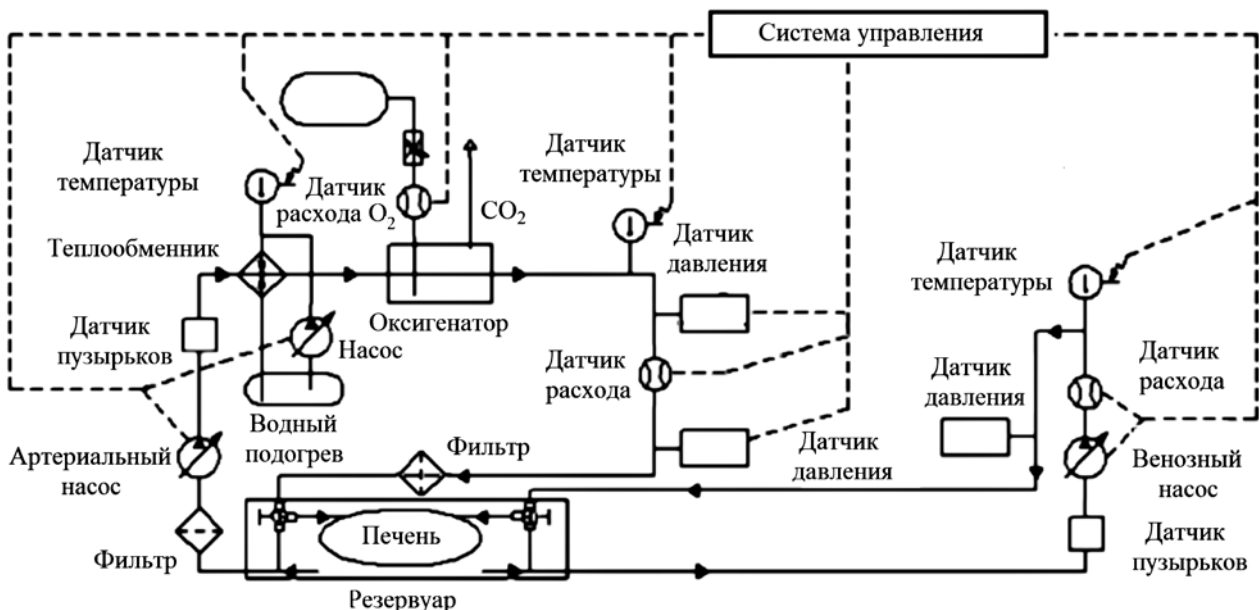 Система управления
Датчик
температуры
Датчик
расхода O2
CO2
Датчик
температуры
Датчик
давления
Теплообменник
Датчик
температуры
Датчик
пузырьков
Насос
Оксигенатор
Датчик
расхода
Датчик
давления
Датчик
расхода
Водный
подогрев
Артериальный
насос
Фильтр
Датчик
давления
Венозный
насос
Фильтр
Печень
Датчик
пузырьков
Резервуар